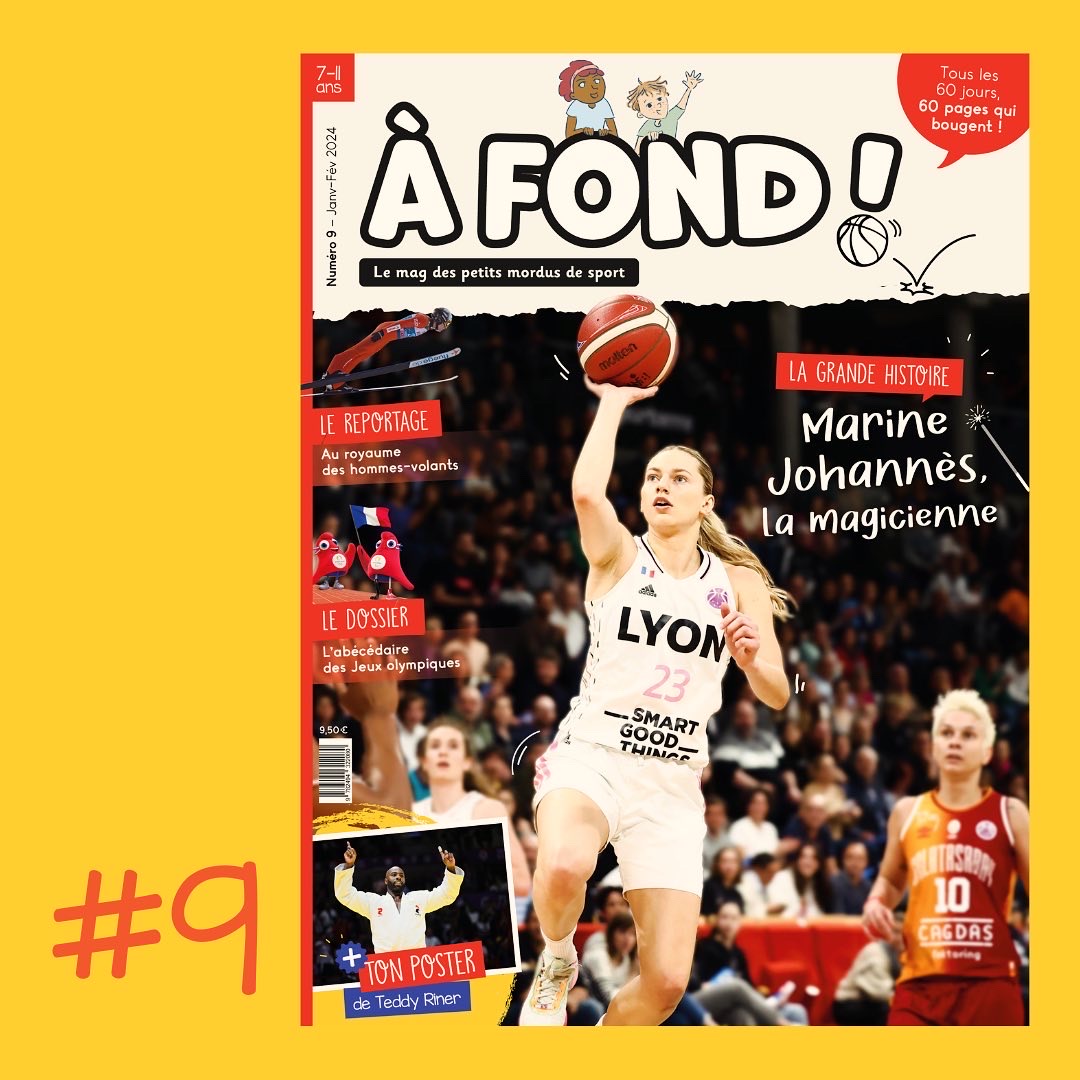 7-11
ans
Numéro 9 – Janv-Fév 2024
À FOND !
Le mag des petits mordus de sport
Tous les
60 jours,
60 pages qui
bougent !
LE REPORTAGE
Au royaume
des hommes-volants
LE DOSSIER
L'abécédaire
des Jeux olympiques
9,50 €
LA GRANDE HISTOIRE
Marine
Johannès,
la magicienne
molten
adidas
LYON
23
SMART
GOOD
THINGS
10
CAGDAS
factoring
+
TON POSTER
de Teddy Riner
#9